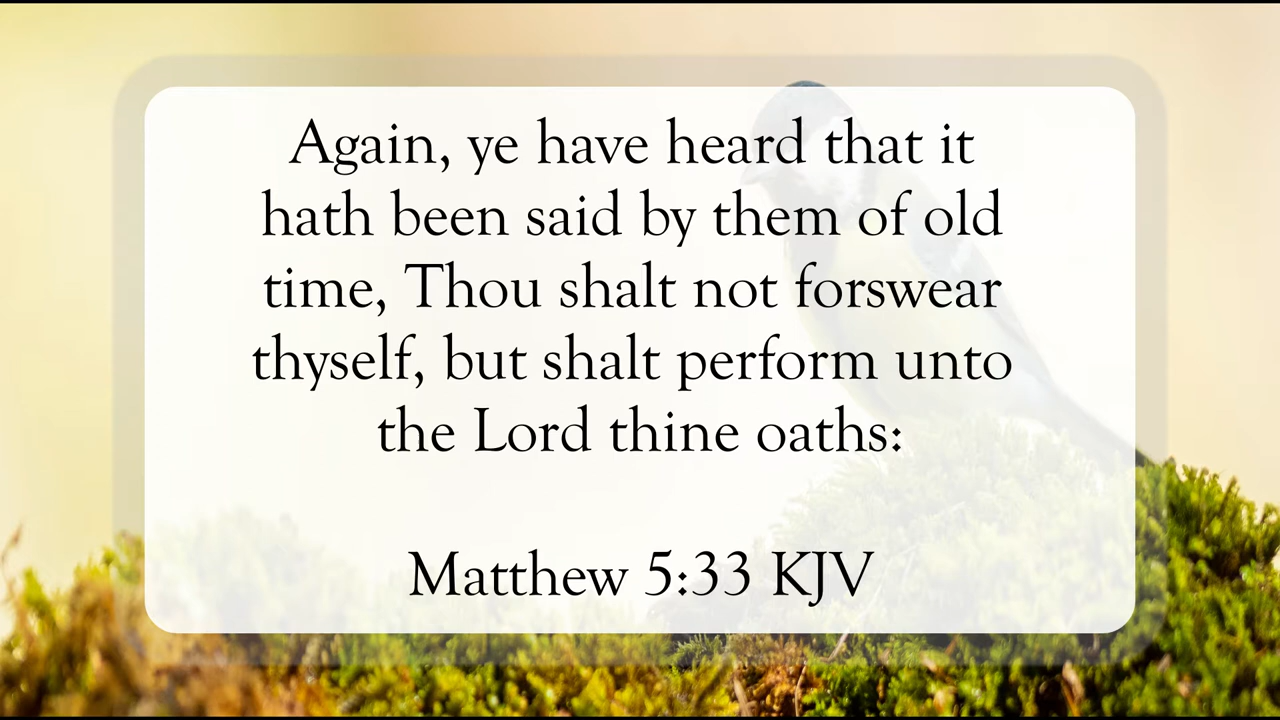 Again, ye have heard that it
hath been said by them of old
time, Thou shalt not forswear
thyself, but shalt perform unto
the Lord thine oaths:
Matthew 5:33 KJV